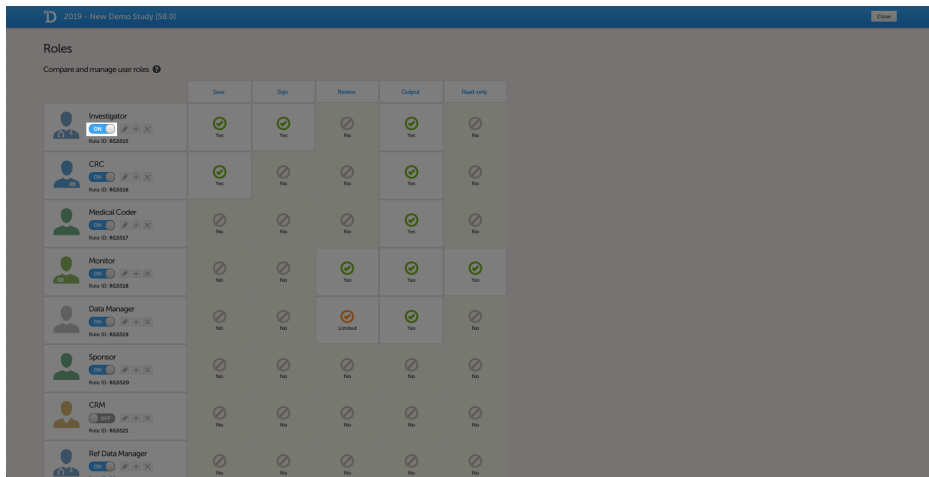 2019 - New Demo Study [58.0]
Close
Roles
Compare and manage user roles ?
Save Sign Review Output Read-only
Investigator
ON
Role ID: RG5515
Yes Yes No Yes No
CRC
ON
Role ID: RG5516
Yes No No Yes No
Medical Coder
ON
Role ID: RG5517
No No No Yes No
Monitor
ON
Role ID: RG5518
No No Yes Yes Yes
Data Manager
ON
Role ID: RG5519
No No Limited Yes No
Sponsor
ON
Role ID: RG5520
No No No No No
CRM
OFF
Role ID: RG5521
No No No No No
Ref Data Manager
ON
No No No No No